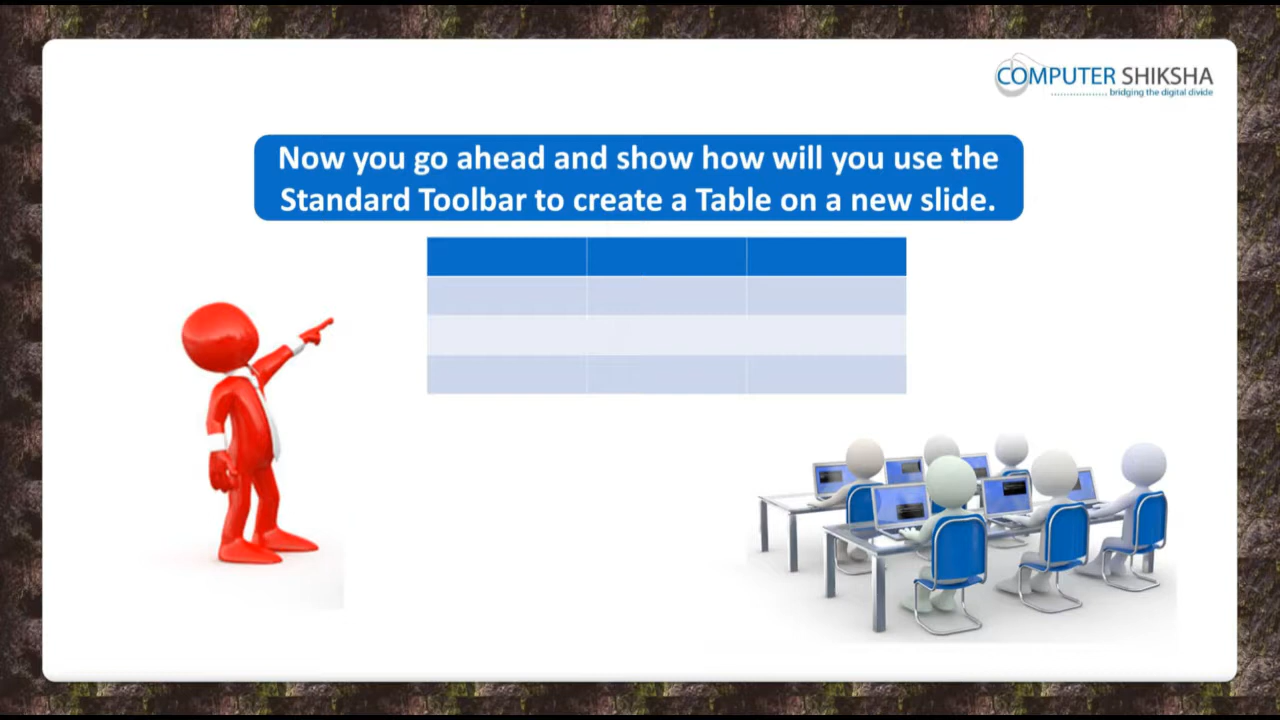 COMPUTER SHIKSHA
bridging the digital divide
Now you go ahead and show how will you use the
Standard Toolbar to create a Table on a new slide.